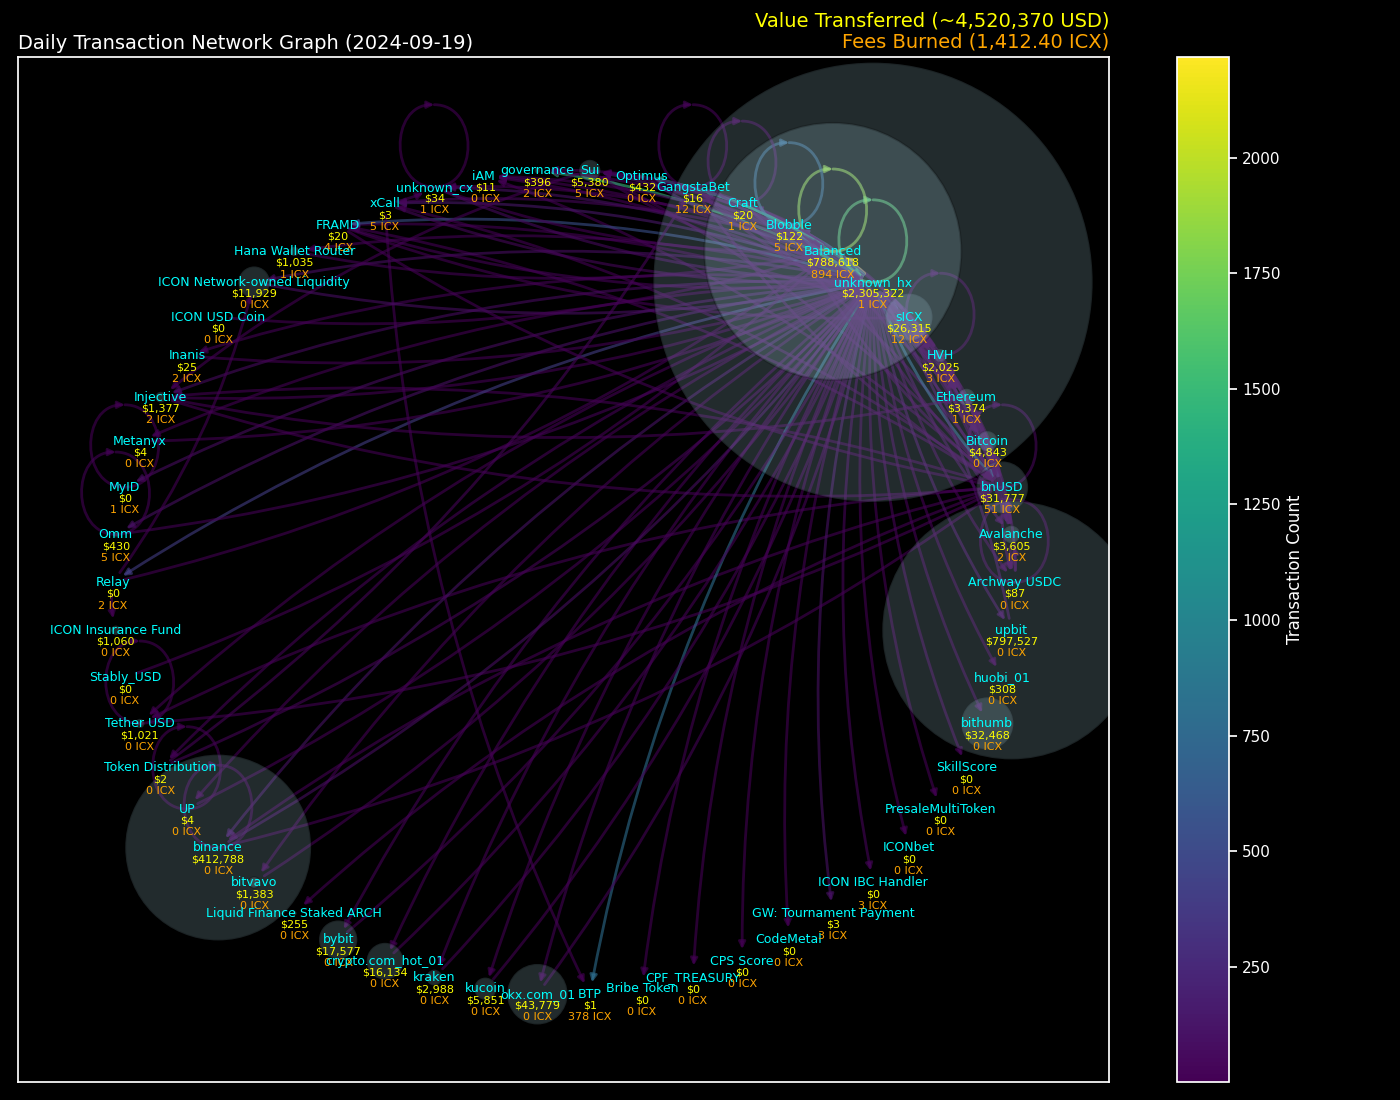 Value Transferred (~4,520,370 USD)
Daily Transaction Network Graph (2024-09-19)
Fees Burned (1,412.40 ICX)
governance
$396
2 ICX
Sui
$5,380
5 ICX
Optimus
$432
0 ICX
GangstaBet
$16
12 ICX
iAM
$11
0 ICX
unknown_cx
$34
1 ICX
xCall
$3
5 ICX
Craft
$20
1 ICX
FRAMD
$20
4 ICX
Blobble
$122
5 ICX
Hana Wallet Router
$1,035
1 ICX
Balanced
$788,618
894 ICX
ICON Network-owned Liquidity
$11,929
0 ICX
unknown_hx
$2,305,322
1 ICX
ICON USD Coin
$0
0 ICX
sICX
$26,315
12 ICX
Inanis
$25
2 ICX
HVH
$2,025
3 ICX
Injective
$1,377
2 ICX
Ethereum
$3,374
1 ICX
Metanyx
$4
0 ICX
Bitcoin
$4,843
0 ICX
MyID
$0
1 ICX
bnUSD
$31,777
51 ICX
Omm
$430
5 ICX
Avalanche
$3,605
2 ICX
Relay
$0
2 ICX
Archway USDC
$87
0 ICX
ICON Insurance Fund
$1,060
0 ICX
upbit
$797,527
0 ICX
Stably_USD
$0
0 ICX
huobi_01
$308
0 ICX
Tether USD
$1,021
0 ICX
bithumb
$32,468
0 ICX
Token Distribution
$2
0 ICX
SkillScore
$0
0 ICX
UP
$4
0 ICX
PresaleMultiToken
$0
0 ICX
binance
$412,788
0 ICX
ICONbet
$0
0 ICX
bitvavo
$1,383
0 ICX
ICON IBC Handler
$0
3 ICX
Liquid Finance Staked ARCH
$255
0 ICX
GW: Tournament Payment
$3
3 ICX
bybit
$17,577
0 ICX
CodeMetal
$0
0 ICX
crypto.com_hot_01
$16,134
0 ICX
CPS Score
$0
0 ICX
kraken
$2,988
0 ICX
CPF_TREASURY
$0
0 ICX
kucoin
$5,851
0 ICX
okx.com_01
$43,779
0 ICX
BTP
$1
378 ICX
Bribe Token
$0
0 ICX
2000
1750
1500
1250
1000
750
500
250
Transaction Count